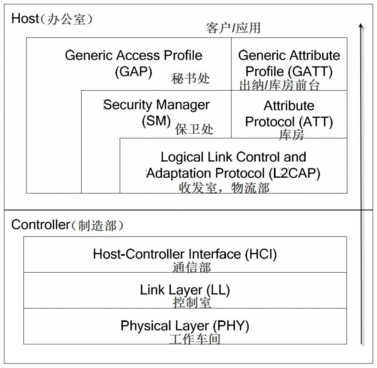 Host(办公室)
客户/应用
Generic Access Profile
(GAP)
秘书处
Generic Attribute
Profile (GATT)
出纳/库房前台
Security Manager
(SM)
保卫处
Attribute
Protocol (ATT)
库房
Logical Link Control and
Adaptation Protocol (L2CAP)
收发室,物流部
Controller(制造部)
Host-Controller Interface (HCI)
通信部
Link Layer (LL)
控制室
Physical Layer (PHY)
工作车间